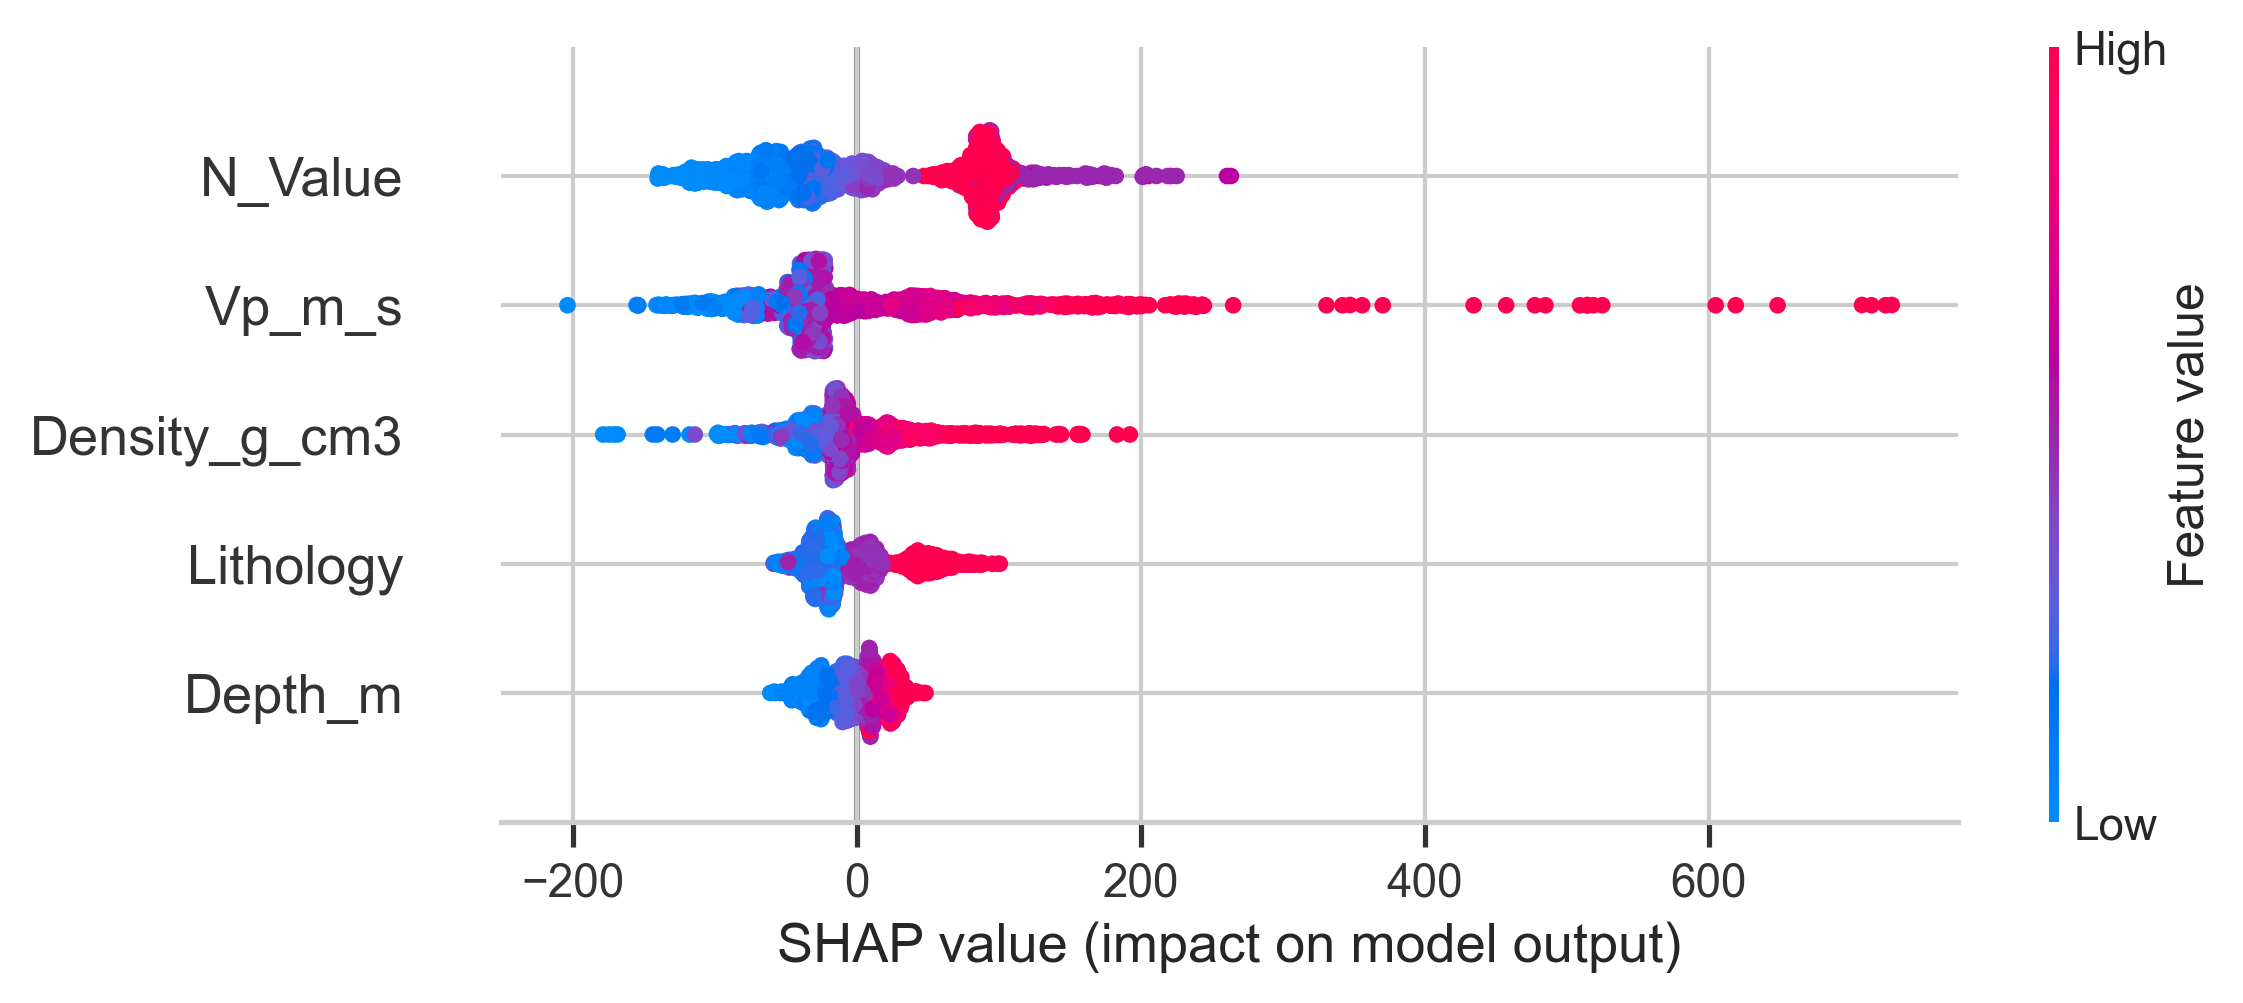 High
N_Value
Vp_m_s
Density_g_cm3
Lithology
Depth_m
Feature value
Low
−200 0 200 400 600
SHAP value (impact on model output)